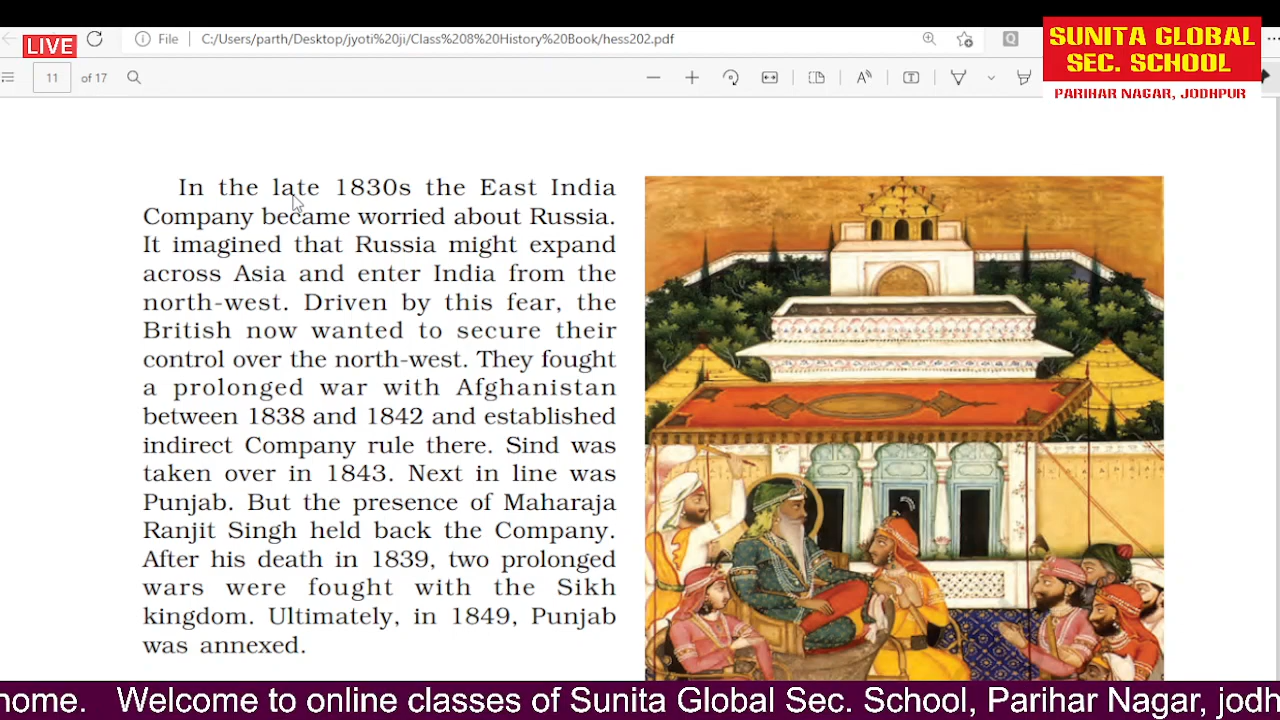 LIVE
File
C:/Users/parth/Desktop/jyoti%20ji/Class%208%20History%20Book/hess202.pdf
SUNITA GLOBAL
SEC. SCHOOL
PARIHAR NAGAR, JODHPUR
11 of 17
In the late 1830s the East India
Company became worried about Russia.
It imagined that Russia might expand
across Asia and enter India from the
north-west. Driven by this fear, the
British now wanted to secure their
control over the north-west. They fought
a prolonged war with Afghanistan
between 1838 and 1842 and established
indirect Company rule there. Sind was
taken over in 1843. Next in line was
Punjab. But the presence of Maharaja
Ranjit Singh held back the Company.
After his death in 1839, two prolonged
wars were fought with the Sikh
kingdom. Ultimately, in 1849, Punjab
was annexed.
home. Welcome to online classes of Sunita Global Sec. School, Parihar Nagar, jodh